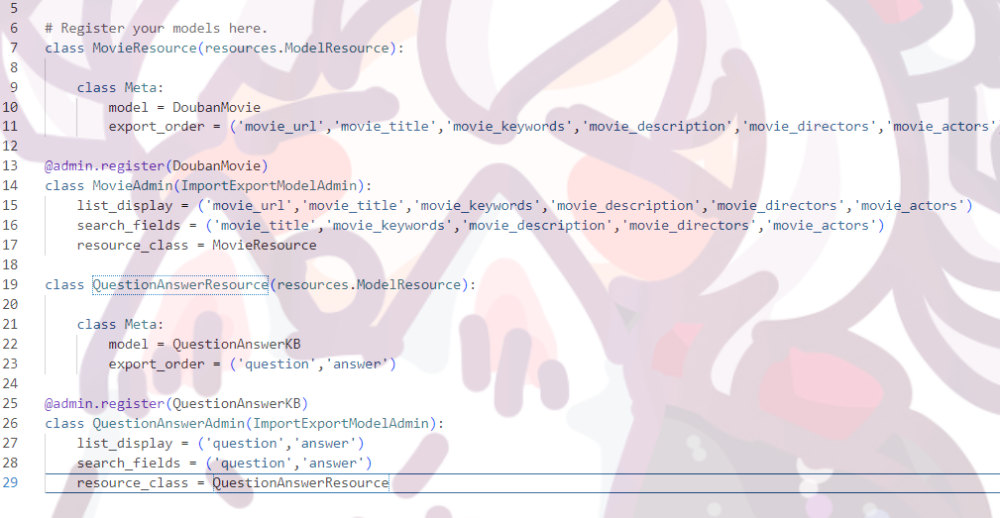 5
6 # Register your models here.
7 class MovieResource(resources.ModelResource):
8
9 class Meta:
10 model = DoubanMovie
11 export_order = ('movie_url','movie_title','movie_keywords','movie_description','movie_directors','movie_actors'
12
13 @admin.register(DoubanMovie)
14 class MovieAdmin(ImportExportModelAdmin):
15 list_display = ('movie_url','movie_title','movie_keywords','movie_description','movie_directors','movie_actors')
16 search_fields = ('movie_title','movie_keywords','movie_description','movie_directors','movie_actors')
17 resource_class = MovieResource
18
19 class QuestionAnswerResource(resources.ModelResource):
20
21 class Meta:
22 model = QuestionAnswerKB
23 export_order = ('question','answer')
24
25 @admin.register(QuestionAnswerKB)
26 class QuestionAnswerAdmin(ImportExportModelAdmin):
27 list_display = ('question','answer')
28 search_fields = ('question','answer')
29 resource_class = QuestionAnswerResource